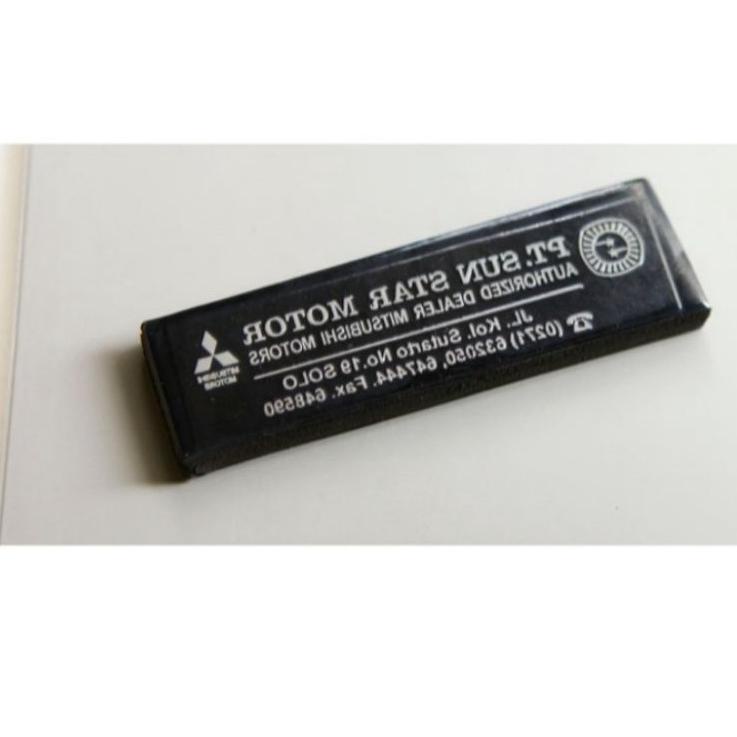 PT. SUN STAR MOTOR
AUTHORIZED DEALER MITSUBISHI MOTORS
JL. Kol. Sutarto No.19 SOLO
☎ (0271) 632050, 647444. Fax. 648590
MITSUBISHI
MOTORS